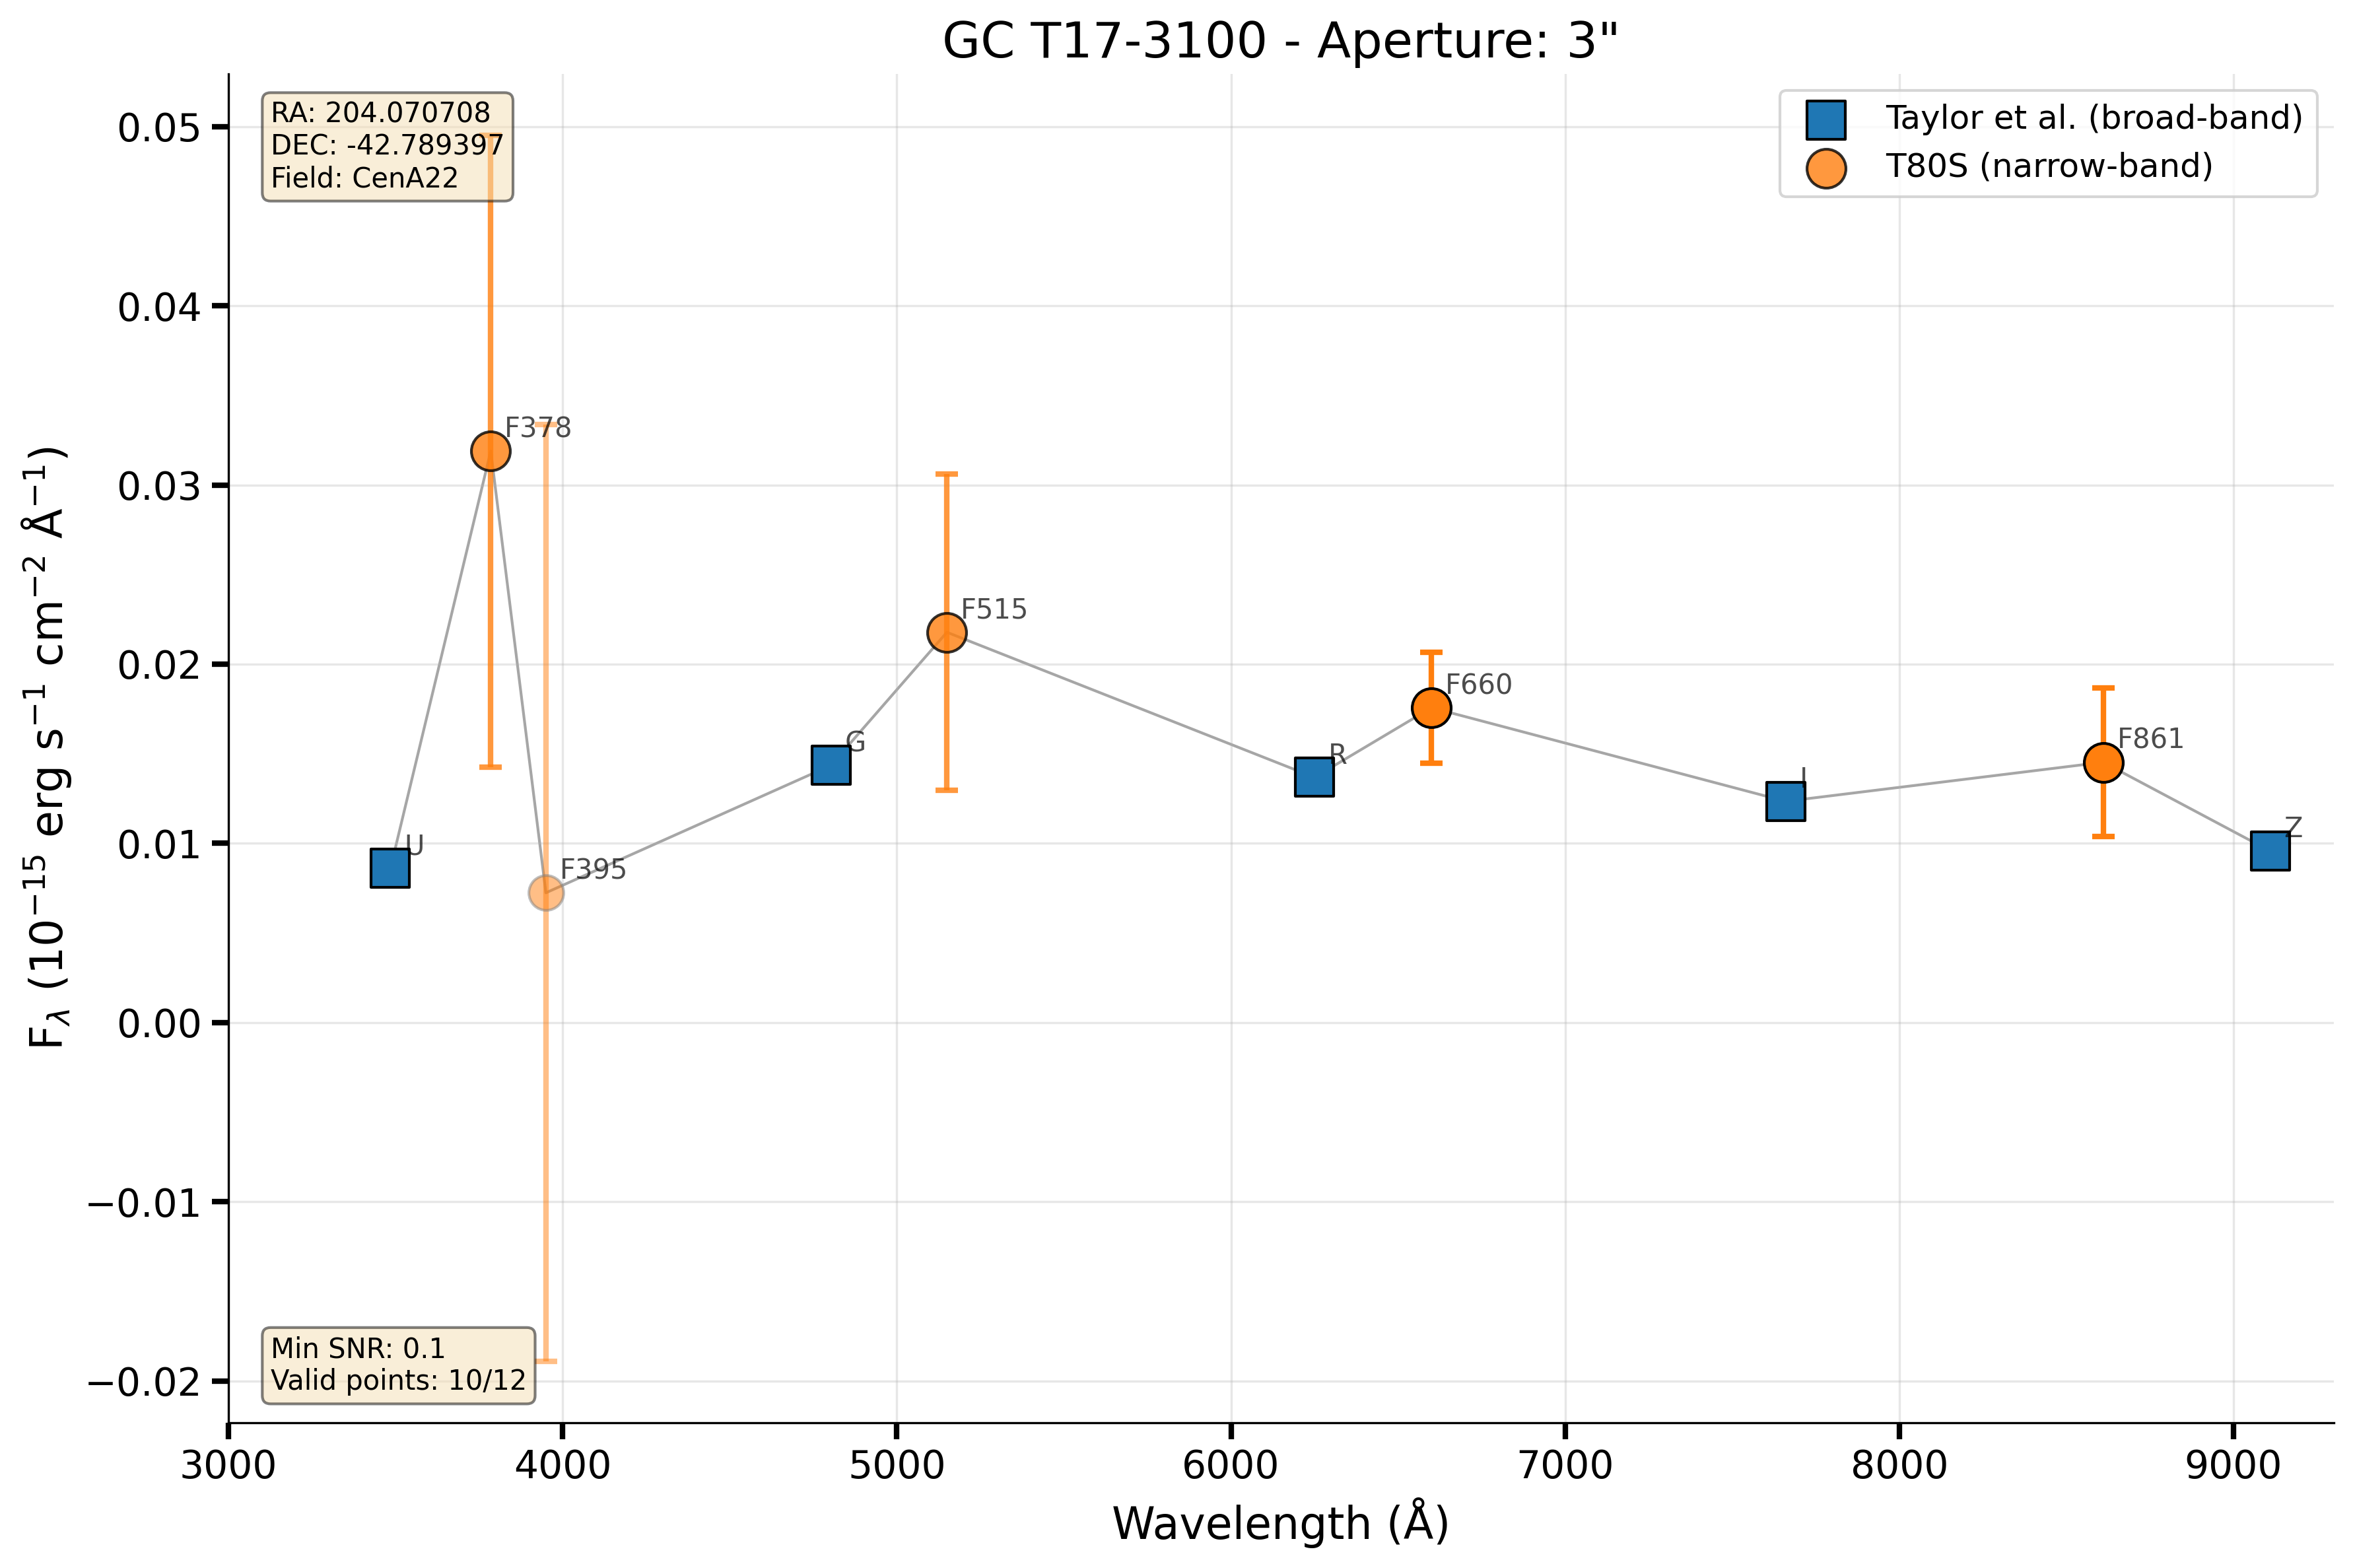 GC T17-3100 - Aperture: 3"
RA: 204.070708
DEC: -42.789397
Field: CenA22
Taylor et al. (broad-band)
T80S (narrow-band)
0.05
0.04
0.03
0.02
0.01
0.00
−0.01
−0.02
F_λ (10⁻¹⁵ erg s⁻¹ cm⁻² Å⁻¹)
U
F378
F395
G
F515
R
F660
I
F861
Z
Min SNR: 0.1
Valid points: 10/12
3000 4000 5000 6000 7000 8000 9000
Wavelength (Å)